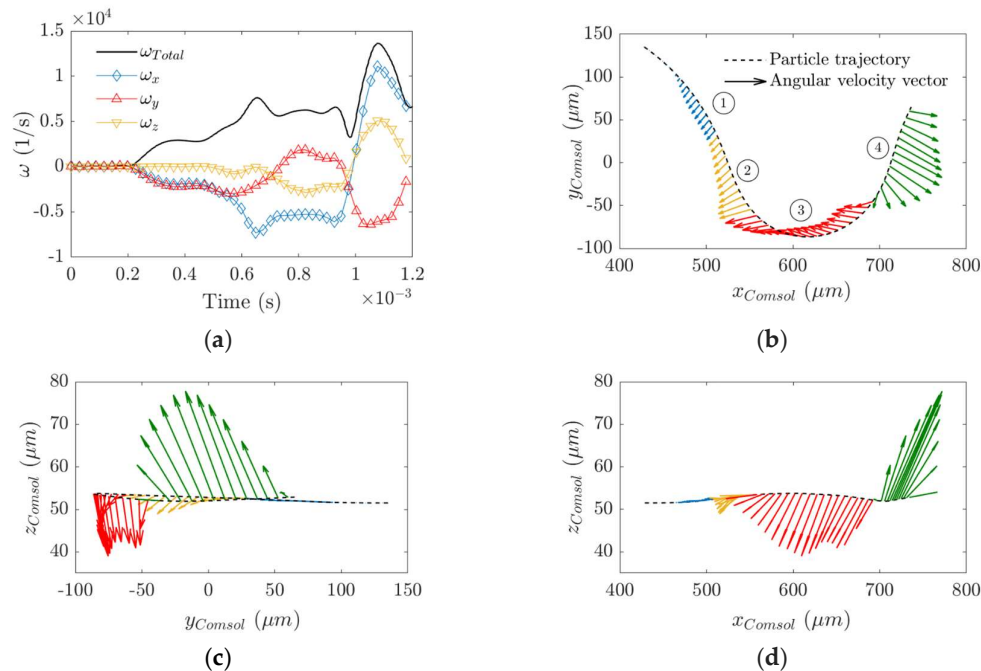 ×10⁴
1.5
1
0.5
0
-0.5
-1
ω (1/s)
ω_Total
ω_x
ω_y
ω_z
0 0.2 0.4 0.6 0.8 1 1.2
Time (s) ×10⁻³
(a)
150
100
50
0
-50
-100
y_Comsol (μm)
Particle trajectory
Angular velocity vector
1
2
3
4
400 500 600 700 800
x_Comsol (μm)
(b)
80
70
60
50
40
z_Comsol (μm)
-100 -50 0 50 100 150
y_Comsol (μm)
(c)
80
70
60
50
40
z_Comsol (μm)
400 500 600 700 800
x_Comsol (μm)
(d)